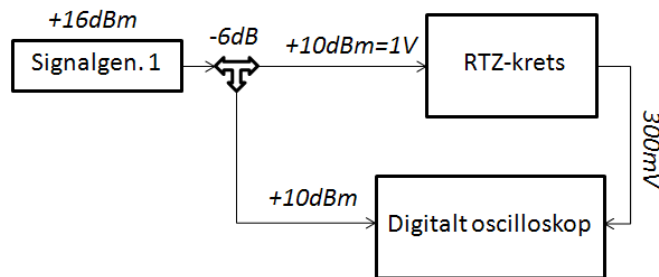 +16dBm
-6dB
Signalgen. 1
+10dBm=1V
RTZ-krets
300mV
+10dBm
Digitalt oscilloskop